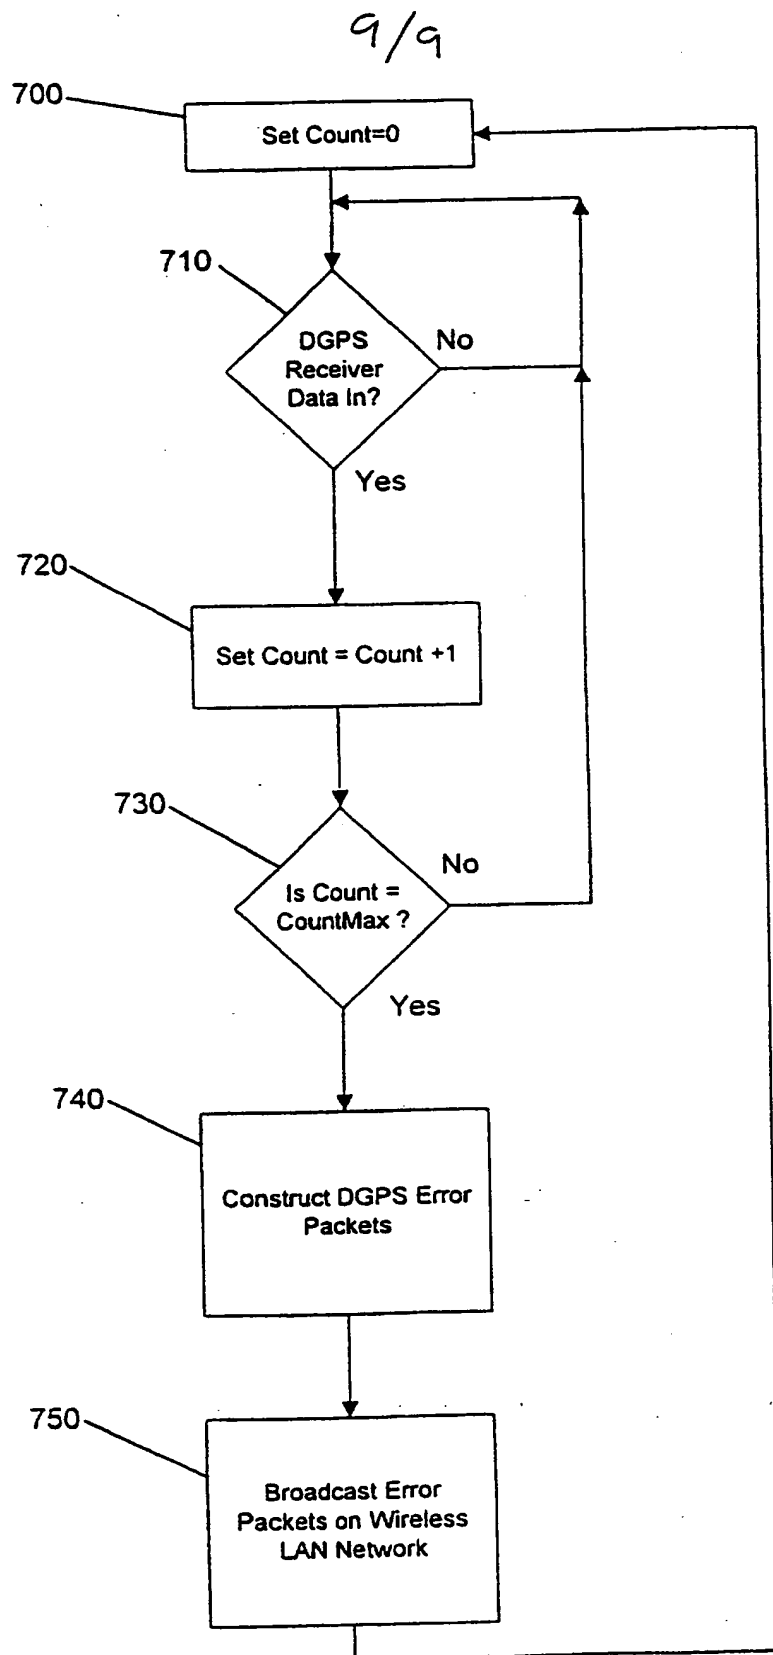 9/9
700
Set Count=0
710
DGPS
Receiver
Data In?
No
Yes
720
Set Count = Count +1
730
Is Count =
CountMax ?
No
Yes
740
Construct DGPS Error
Packets
750
Broadcast Error
Packets on Wireless
LAN Network